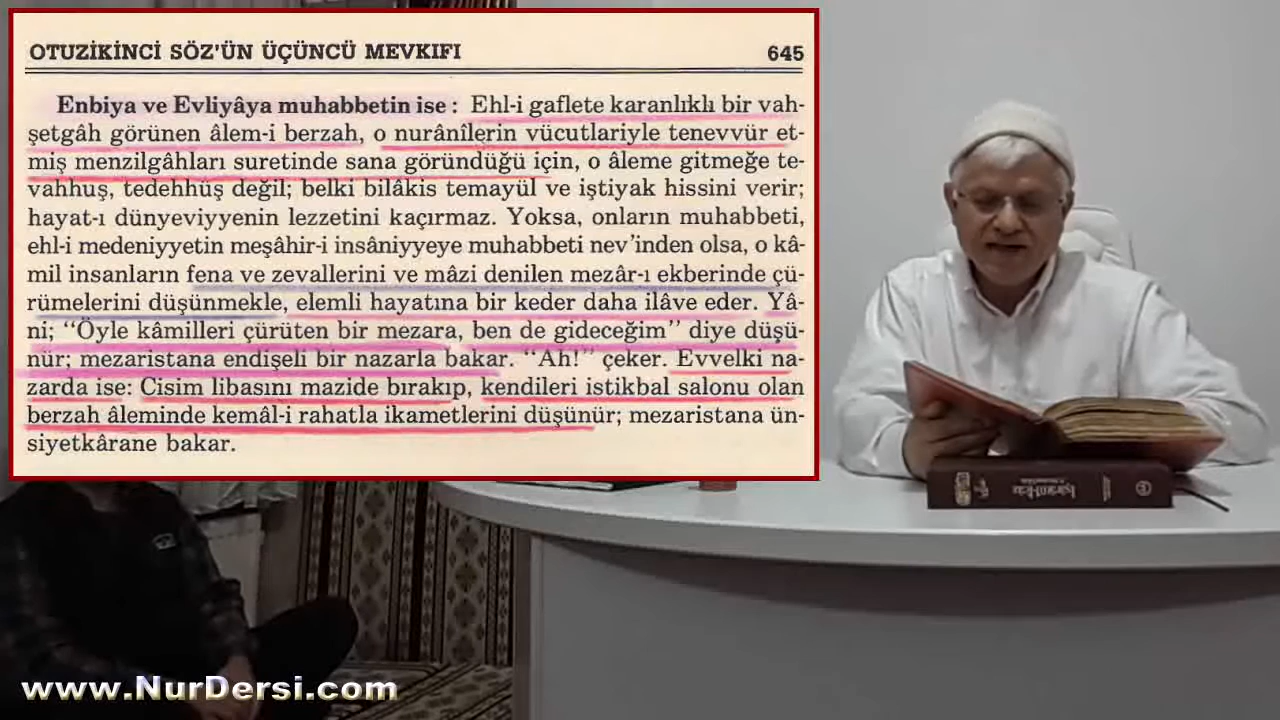 OTUZİKİNCİ SÖZ'ÜN ÜÇÜNCÜ MEVKIFI 645
Enbiya ve Evliyâya muhabbetin ise : Ehl-i gaflete karanlıklı bir vah-
şetgâh görünen âlem-i berzah, o nurânîlerin vücutlariyle tenevvür et-
miş menzilgâhları suretinde sana göründüğü için, o âleme gitmeğe te-
vahhuş, tedehhüş değil; belki bilâkis temayül ve iştiyak hissini verir;
hayat-ı dünyeviyyenin lezzetini kaçırmaz. Yoksa, onların muhabbeti,
ehl-i medeniyyetin meşâhir-i insâniyyeye muhabbeti nev'inden olsa, o kâ-
mil insanların fena ve zevallerini ve mâzi denilen mezâr-ı ekberinde çü-
rümelerini düşünmekle, elemli hayatına bir keder daha ilâve eder. Yâ-
ni; "Öyle kâmilleri çürüten bir mezara, ben de gideceğim" diye düşü-
nür; mezaristana endişeli bir nazarla bakar. "Ah!" çeker. Evvelki na-
zarda ise: Cisim libasını mazide bırakıp, kendileri istikbal salonu olan
berzah âleminde kemâl-i rahatla ikametlerini düşünür; mezaristana ün-
siyetkârane bakar.
www.NurDersi.com